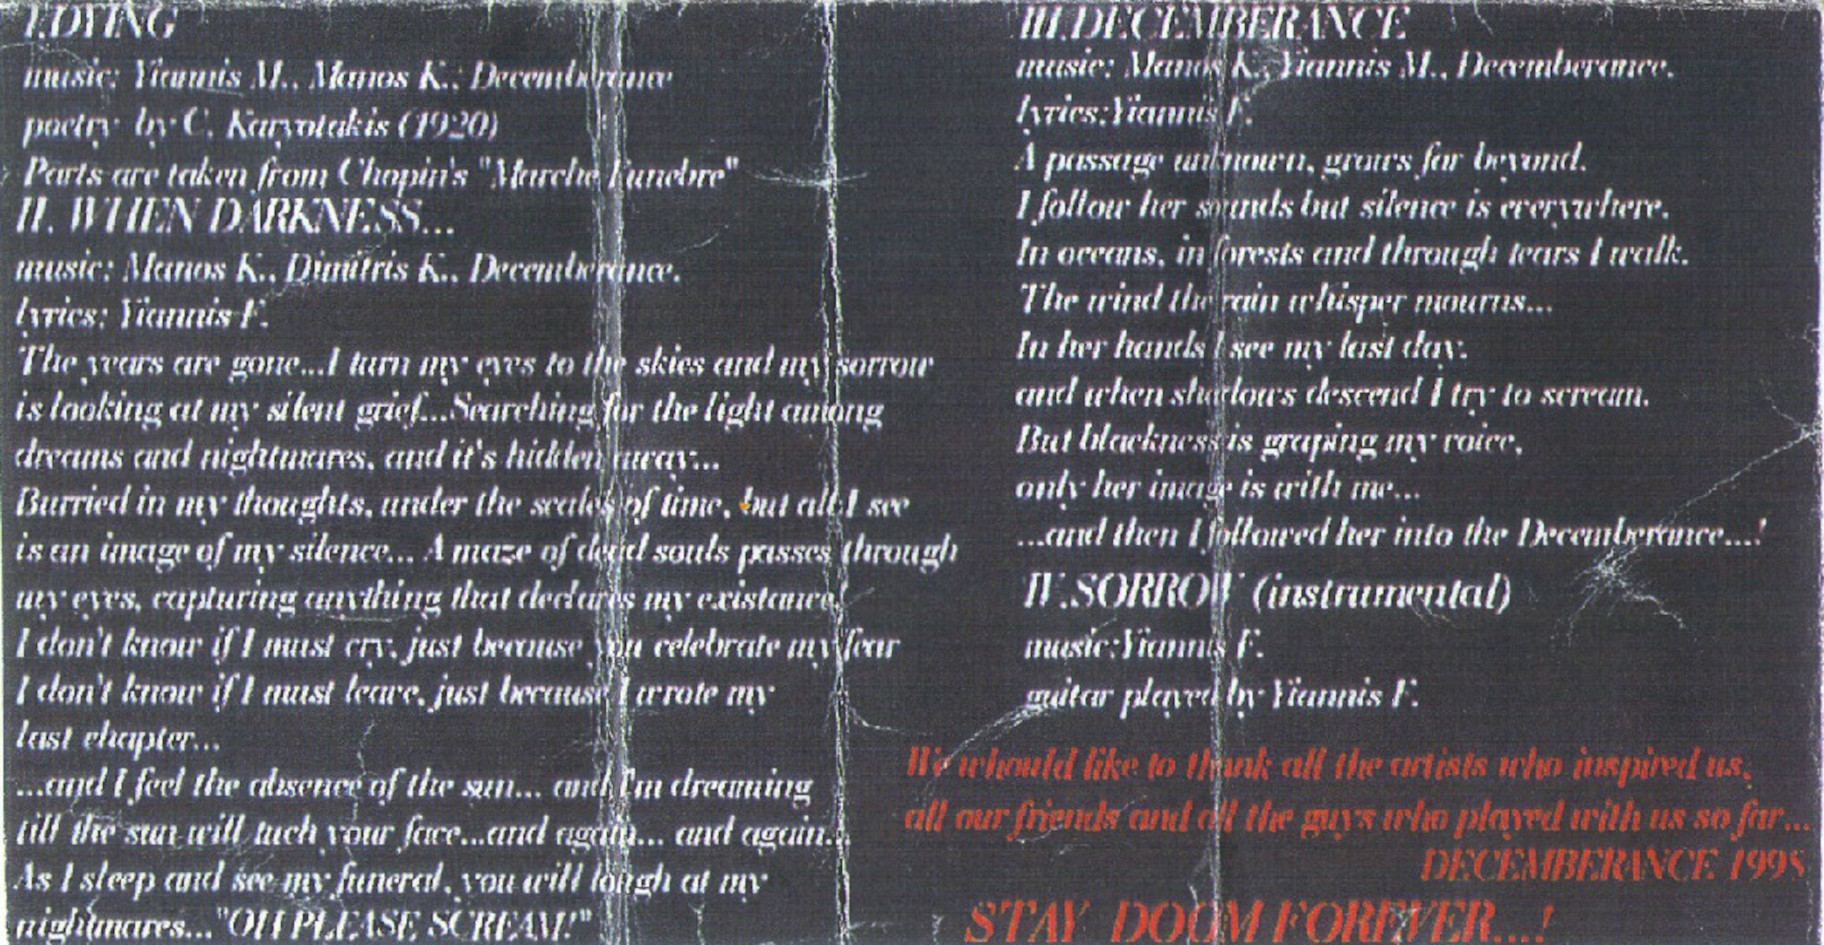 I.DYING
music: Yiannis M., Manos K.; Decemberance
poetry by C. Karyotakis (1920)
Parts are taken from Chopin's "Marche Funebre"
II. WHEN DARKNESS...
music: Manos K., Dimitris K., Decemberance.
lyrics: Yiannis F.
The years are gone...I turn my eyes to the skies and my sorrow
is looking at my silent grief...Searching for the light among
dreams and nightmares, and it's hidden away...
Burried in my thoughts, under the scales of time, but all I see
is an image of my silence... A maze of dead souls passes through
my eyes, capturing anything that declares my existance,
I don't know if I must cry, just because you celebrate my fear
I don't know if I must leave, just because I wrote my
last chapter...
...and I feel the absence of the sun... and I'm dreaming
till the sun will tuch your face...and again... and again...
As I sleep and see my funeral, you will laugh at my
nightmares..."OH PLEASE SCREAM!"
III.DECEMBERANCE
music: Manos K., Yiannis M., Decemberance.
lyrics:Yiannis F.
A passage unknown, grows far beyond.
I follow her sounds but silence is everywhere.
In oceans, in forests and through tears I walk.
The wind the rain whisper mourns...
In her hands I see my last day.
and when shadows descend I try to scream.
But blackness is graping my voice,
only her image is with me...
...and then I followed her into the Decemberance....!
IV.SORROW (instrumental)
music:Yiannis F.
guitar played by Yiannis F.
We whould like to thank all the artists who inspired us,
all our friends and all the guys who played with us so far...
DECEMBERANCE 1998
STAY DOOM FOREVER...!